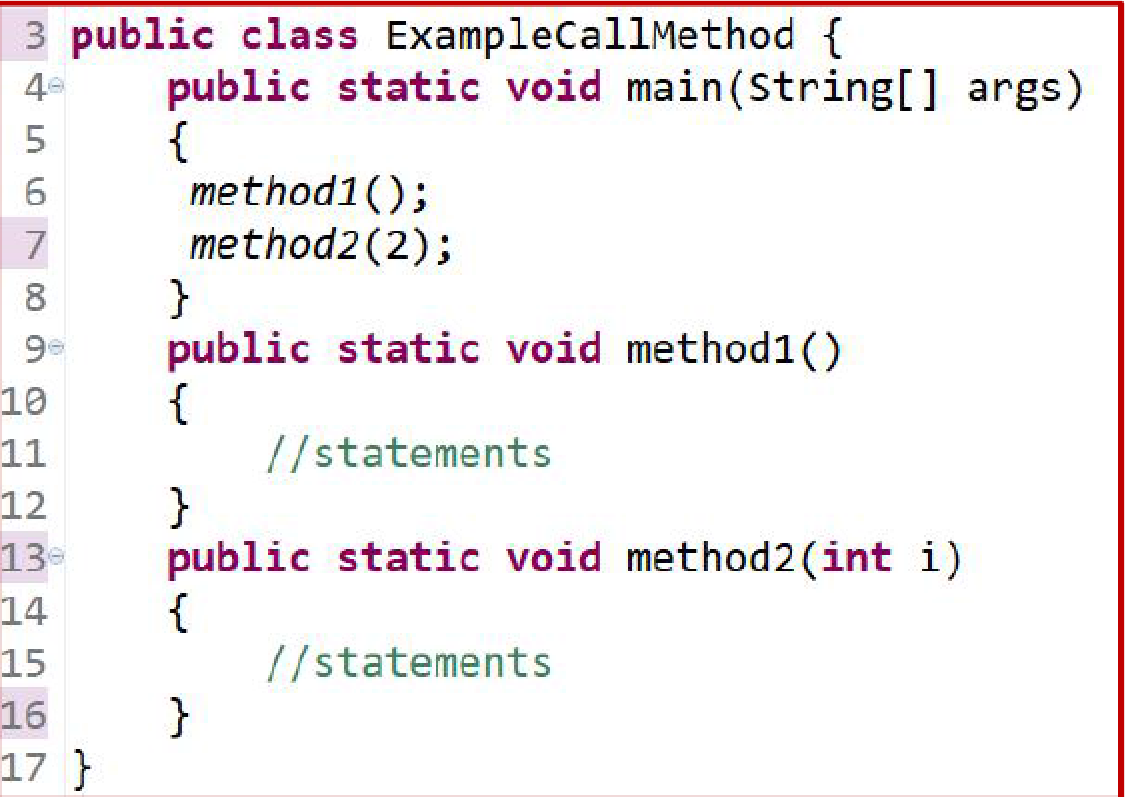 3 public class ExampleCallMethod {
4 public static void main(String[] args)
5 {
6 method1();
7 method2(2);
8 }
9 public static void method1()
10 {
11 //statements
12 }
13 public static void method2(int i)
14 {
15 //statements
16 }
17 }